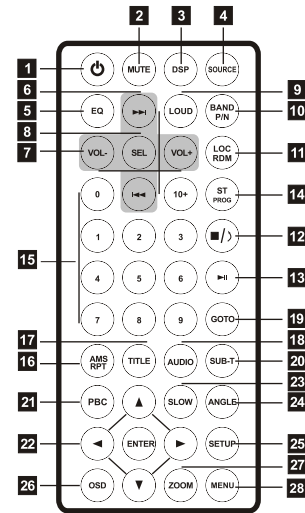 2 3 4
1 MUTE DSP SOURCE
6 9
5 EQ LOUD BAND P/N 10
8
7 VOL- SEL VOL+ LOC RDM 11
0 10+ ST PROG 14
1 2 3 12
15
4 5 6 13
7 8 9 GOTO 19
17 18
16 AMS RPT TITLE AUDIO SUB-T 20
23
21 PBC SLOW ANGLE 24
22 ENTER SETUP 25
27
26 OSD ZOOM MENU 28